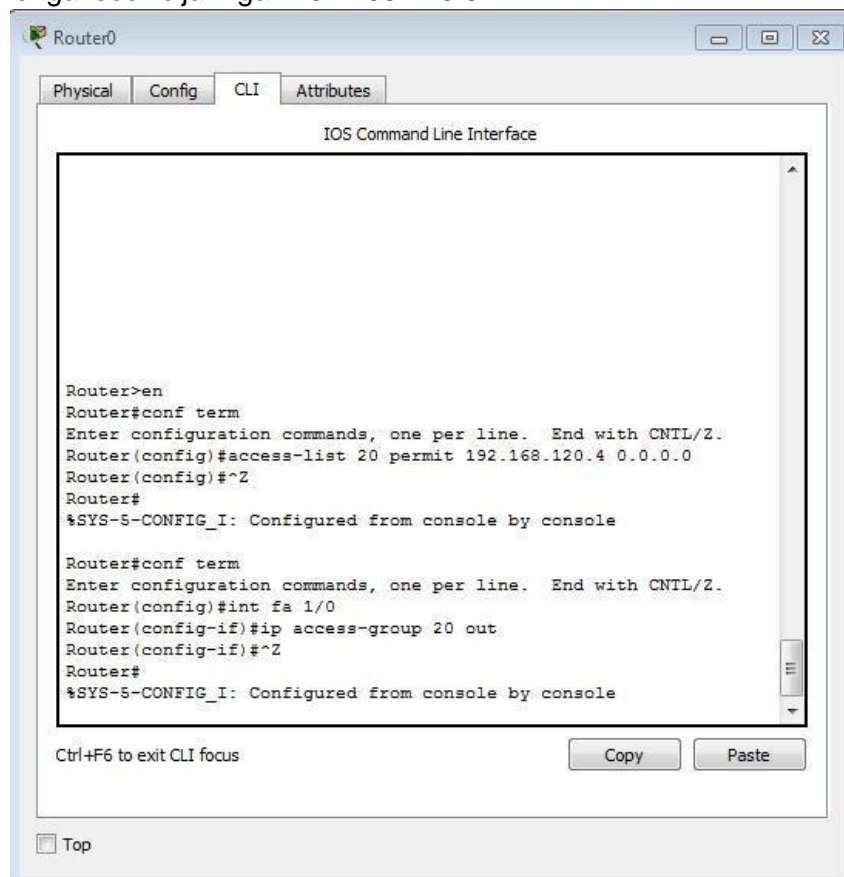 Router0
Physical Config CLI Attributes
IOS Command Line Interface
Router>en
Router#conf term
Enter configuration commands, one per line. End with CNTL/Z.
Router(config)#access-list 20 permit 192.168.120.4 0.0.0.0
Router(config)#^Z
Router#
%SYS-5-CONFIG_I: Configured from console by console
Router#conf term
Enter configuration commands, one per line. End with CNTL/Z.
Router(config)#int fa 1/0
Router(config-if)#ip access-group 20 out
Router(config-if)#^Z
Router#
%SYS-5-CONFIG_I: Configured from console by console
Ctrl+F6 to exit CLI focus
Copy Paste
Top